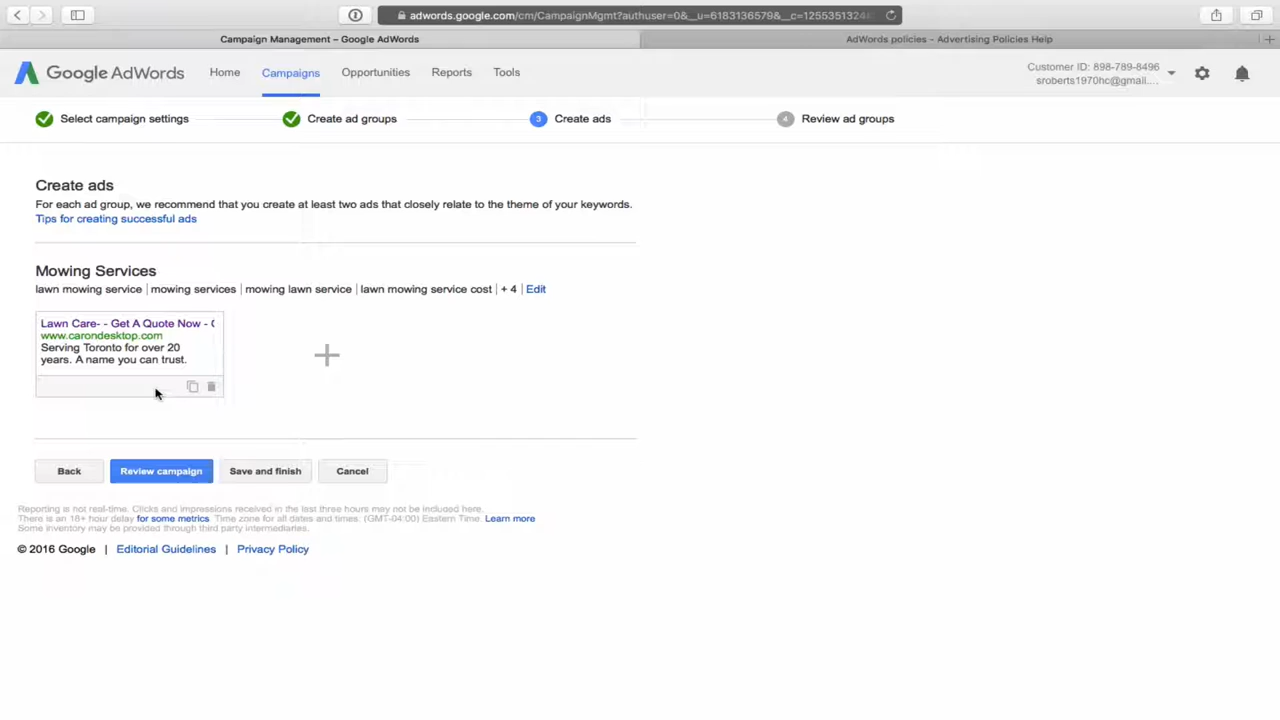 adwords.google.com/cm/CampaignMgmt?authuser=0&__u=6183136579&__c=1255351324
Campaign Management – Google AdWords
AdWords policies – Advertising Policies Help
Google AdWords
Home
Campaigns
Opportunities
Reports
Tools
Customer ID: 898-789-8496
sroberts1970hc@gmail....
Select campaign settings
Create ad groups
3 Create ads
4 Review ad groups
Create ads
For each ad group, we recommend that you create at least two ads that closely relate to the theme of your keywords.
Tips for creating successful ads
Mowing Services
lawn mowing service | mowing services | mowing lawn service | lawn mowing service cost | + 4 | Edit
Lawn Care- - Get A Quote Now -
www.carondesktop.com
Serving Toronto for over 20
years. A name you can trust.
Back
Review campaign
Save and finish
Cancel
Reporting is not real-time. Clicks and impressions received in the last three hours may not be included here.
There is an 18+ hour delay for some metrics. Time zone for all dates and times: (GMT-04:00) Eastern Time. Learn more
Some inventory may be provided through third party intermediaries.
© 2016 Google | Editorial Guidelines | Privacy Policy